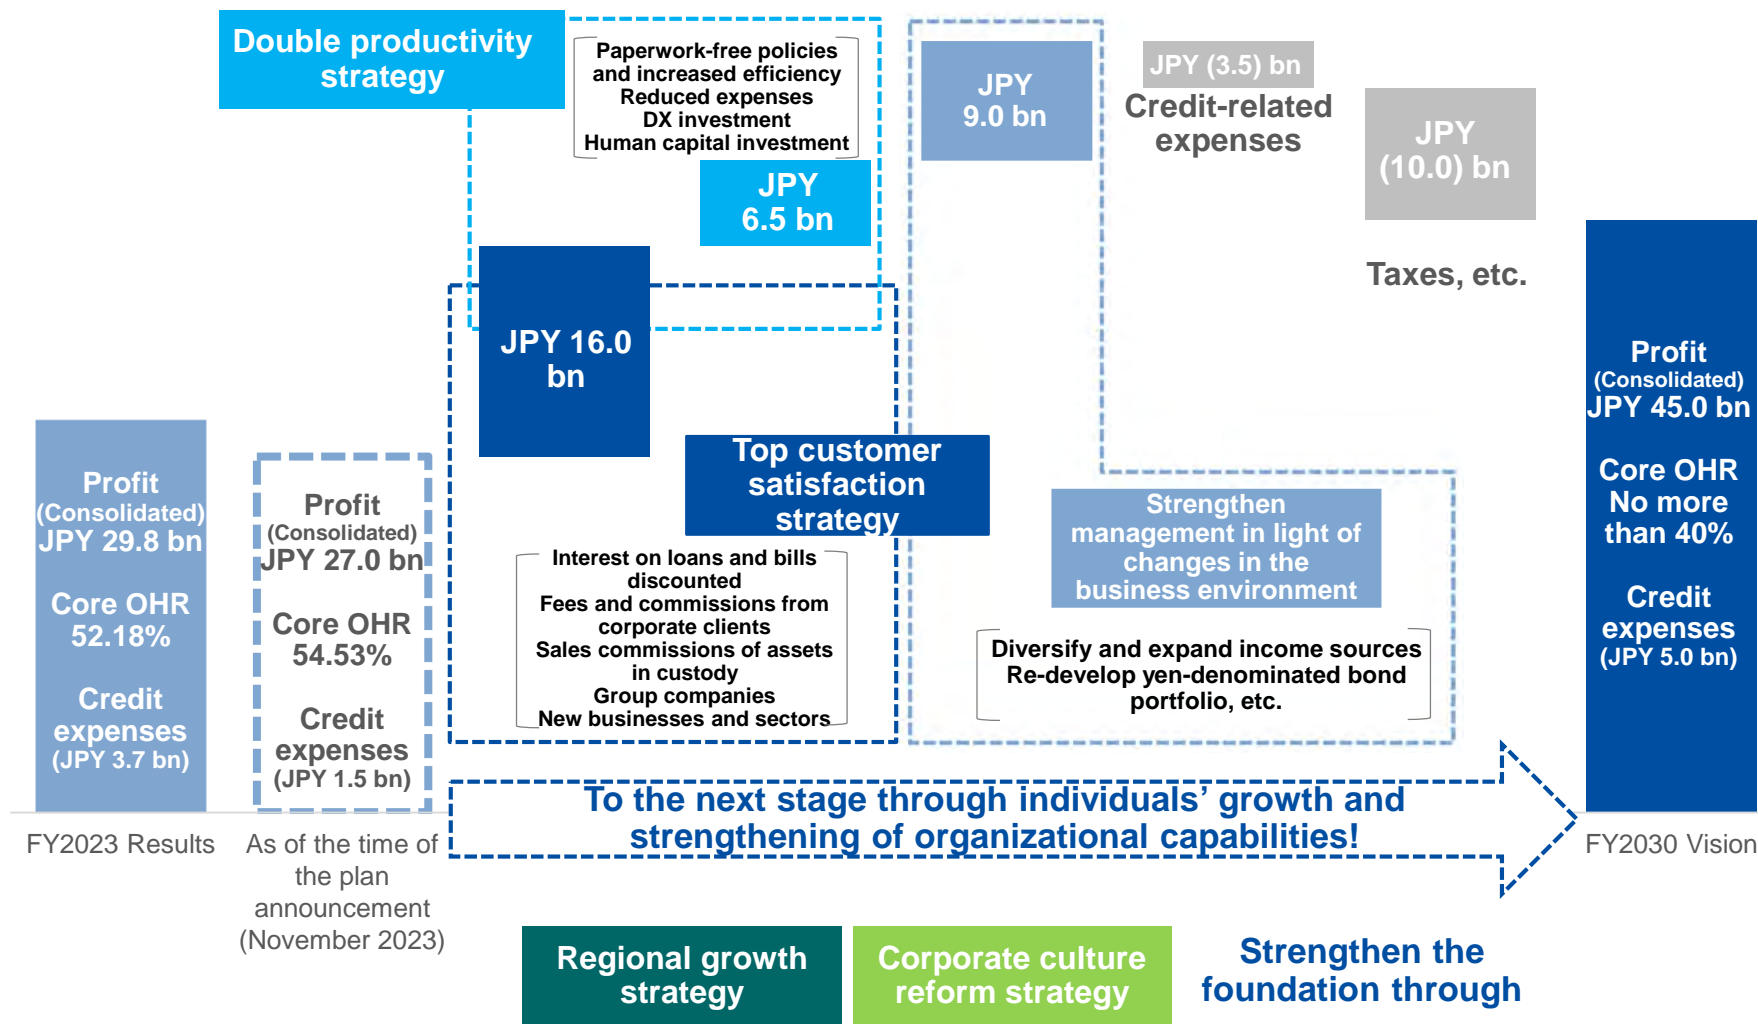 Double productivity
strategy
Paperwork-free policies
and increased efficiency
Reduced expenses
DX investment
Human capital investment
JPY
6.5 bn
JPY
9.0 bn
JPY (3.5) bn
Credit-related
expenses
JPY
(10.0) bn
Taxes, etc.
JPY 16.0
bn
Top customer
satisfaction
strategy
Interest on loans and bills
discounted
Fees and commissions from
corporate clients
Sales commissions of assets
in custody
Group companies
New businesses and sectors
Strengthen
management in light of
changes in the
business environment
Diversify and expand income sources
Re-develop yen-denominated bond
portfolio, etc.
Profit
(Consolidated)
JPY 29.8 bn
Core OHR
52.18%
Credit
expenses
(JPY 3.7 bn)
FY2023 Results
Profit
(Consolidated)
JPY 27.0 bn
Core OHR
54.53%
Credit
expenses
(JPY 1.5 bn)
As of the time of
the plan
announcement
(November 2023)
Profit
(Consolidated)
JPY 45.0 bn
Core OHR
No more
than 40%
Credit
expenses
(JPY 5.0 bn)
FY2030 Vision
To the next stage through individuals’ growth and
strengthening of organizational capabilities!
Regional growth
strategy
Corporate culture
reform strategy
Strengthen the
foundation through